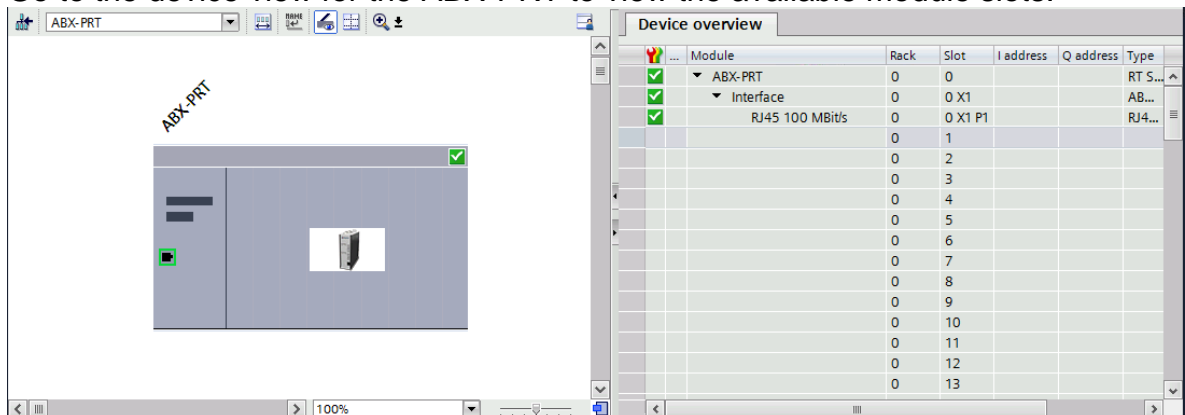 ABX-PRT
NAME
ABX-PRT
100%
Device overview
... Module Rack Slot I address Q address Type
ABX-PRT 0 0 RT S...
Interface 0 0 X1 AB...
RJ45 100 MBit/s 0 0 X1 P1 RJ4...
0 1
0 2
0 3
0 4
0 5
0 6
0 7
0 8
0 9
0 10
0 11
0 12
0 13